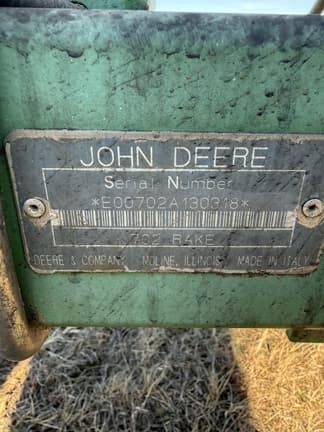 JOHN DEERE
Serial Number
*E00702A130318*
702 RAKE
DEERE & COMPANY MOLINE, ILLINOIS MADE IN ITALY